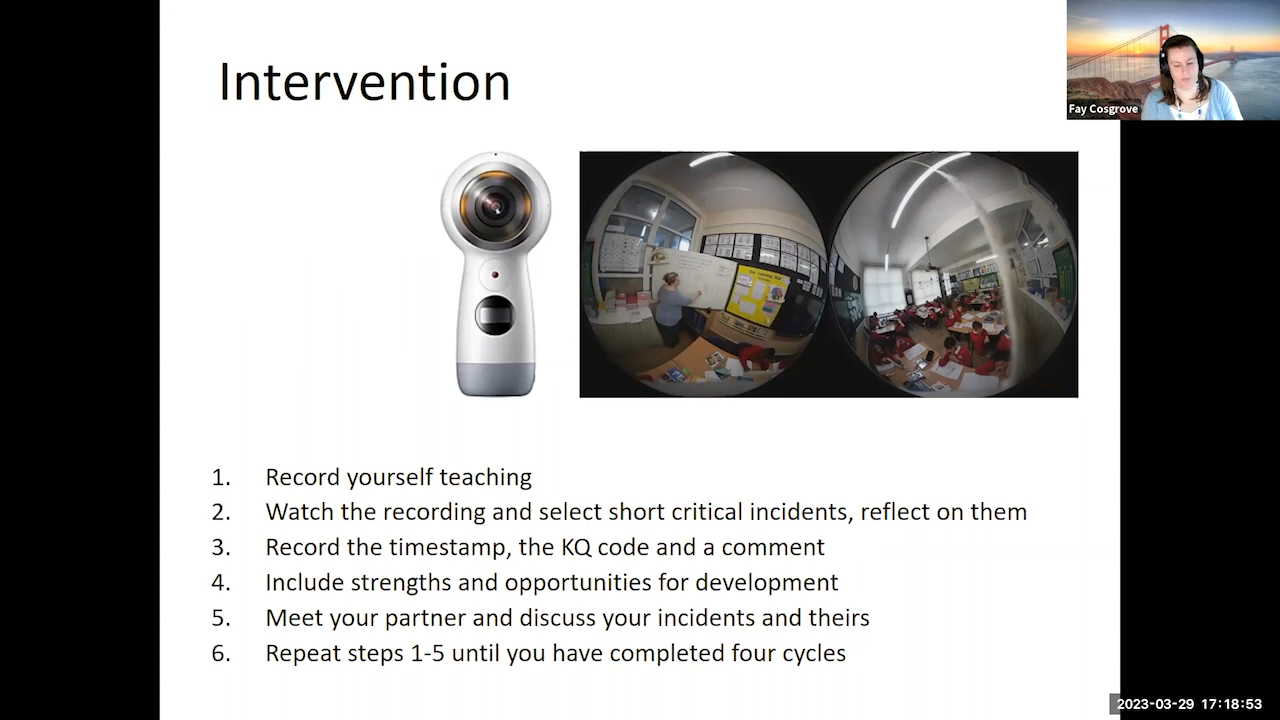 Intervention
Fay Cosgrove
1. Record yourself teaching
2. Watch the recording and select short critical incidents, reflect on them
3. Record the timestamp, the KQ code and a comment
4. Include strengths and opportunities for development
5. Meet your partner and discuss your incidents and theirs
6. Repeat steps 1-5 until you have completed four cycles
2023-03-29 17:18:53